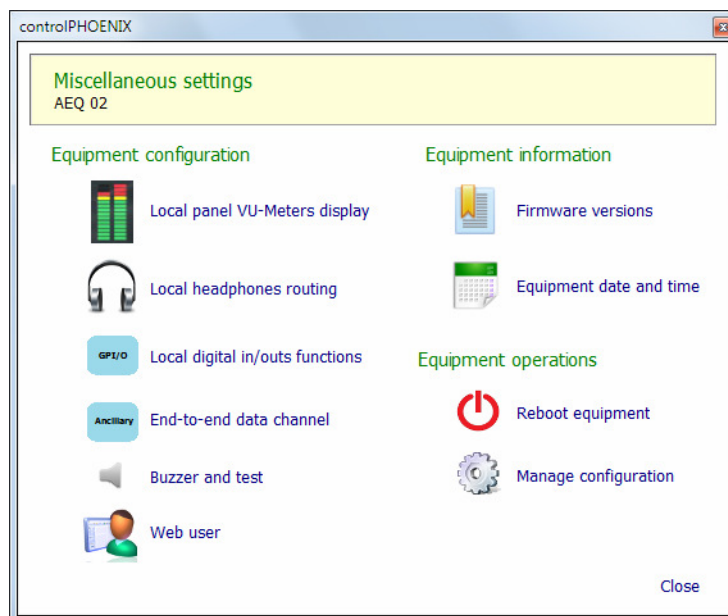 controlPHOENIX
Miscellaneous settings
AEQ 02
Equipment configuration
Local panel VU-Meters display
Local headphones routing
GPI/O
Local digital in/outs functions
Ancillary
End-to-end data channel
Buzzer and test
Web user
Equipment information
Firmware versions
Equipment date and time
Equipment operations
Reboot equipment
Manage configuration
Close